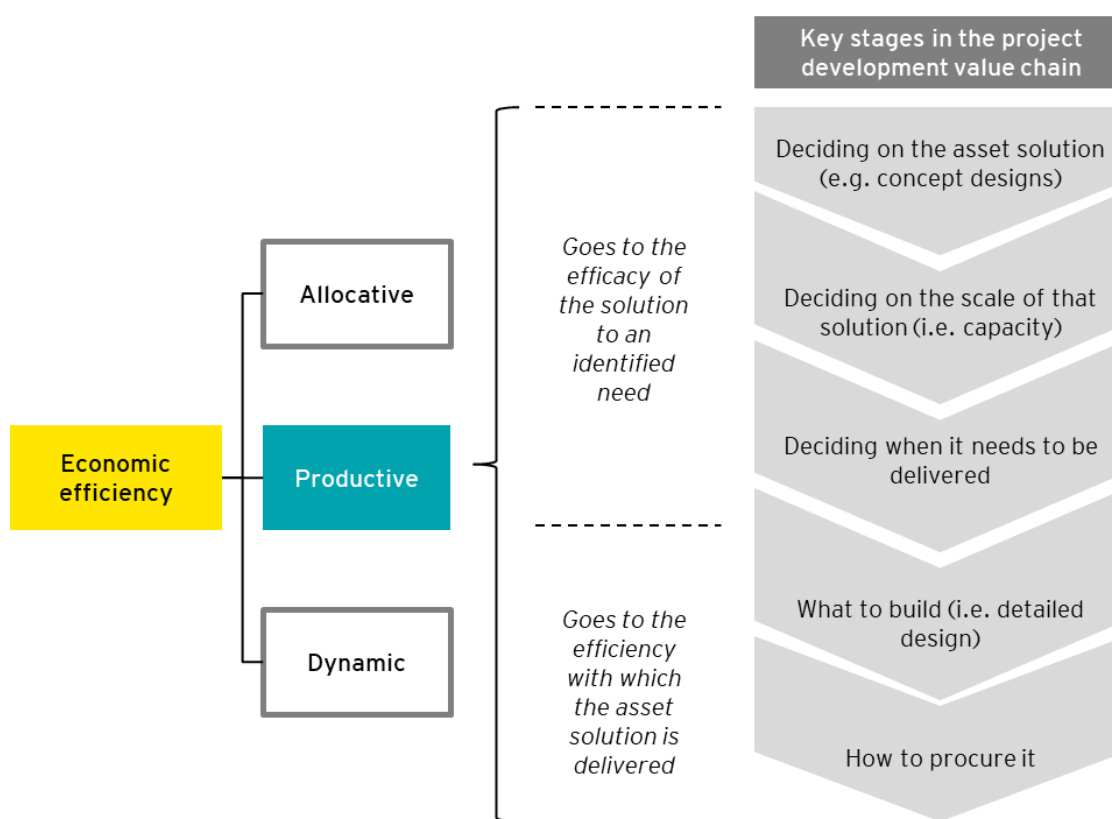 Key stages in the project
development value chain
Economic
efficiency
Allocative
Productive
Dynamic
Goes to the
efficacy of
the solution
to an
identified
need
Goes to the
efficiency
with which
the asset
solution is
delivered
Deciding on the asset solution
(e.g. concept designs)
Deciding on the scale of that
solution (i.e. capacity)
Deciding when it needs to be
delivered
What to build (i.e. detailed
design)
How to procure it